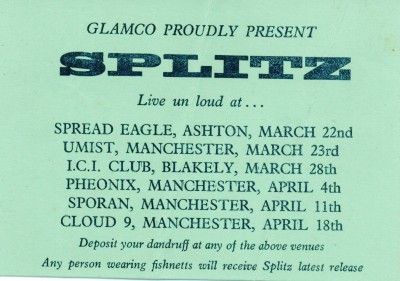 GLAMCO PROUDLY PRESENT
SPLITZ
Live un loud at...
SPREAD EAGLE, ASHTON, MARCH 22nd
UMIST, MANCHESTER, MARCH 23rd
I.C.I. CLUB, BLAKELY, MARCH 28th
PHEONIX, MANCHESTER, APRIL 4th
SPORAN, MANCHESTER, APRIL 11th
CLOUD 9, MANCHESTER, APRIL 18th
Deposit your dandruff at any of the above venues
Any person wearing fishnetts will receive Splitz latest release